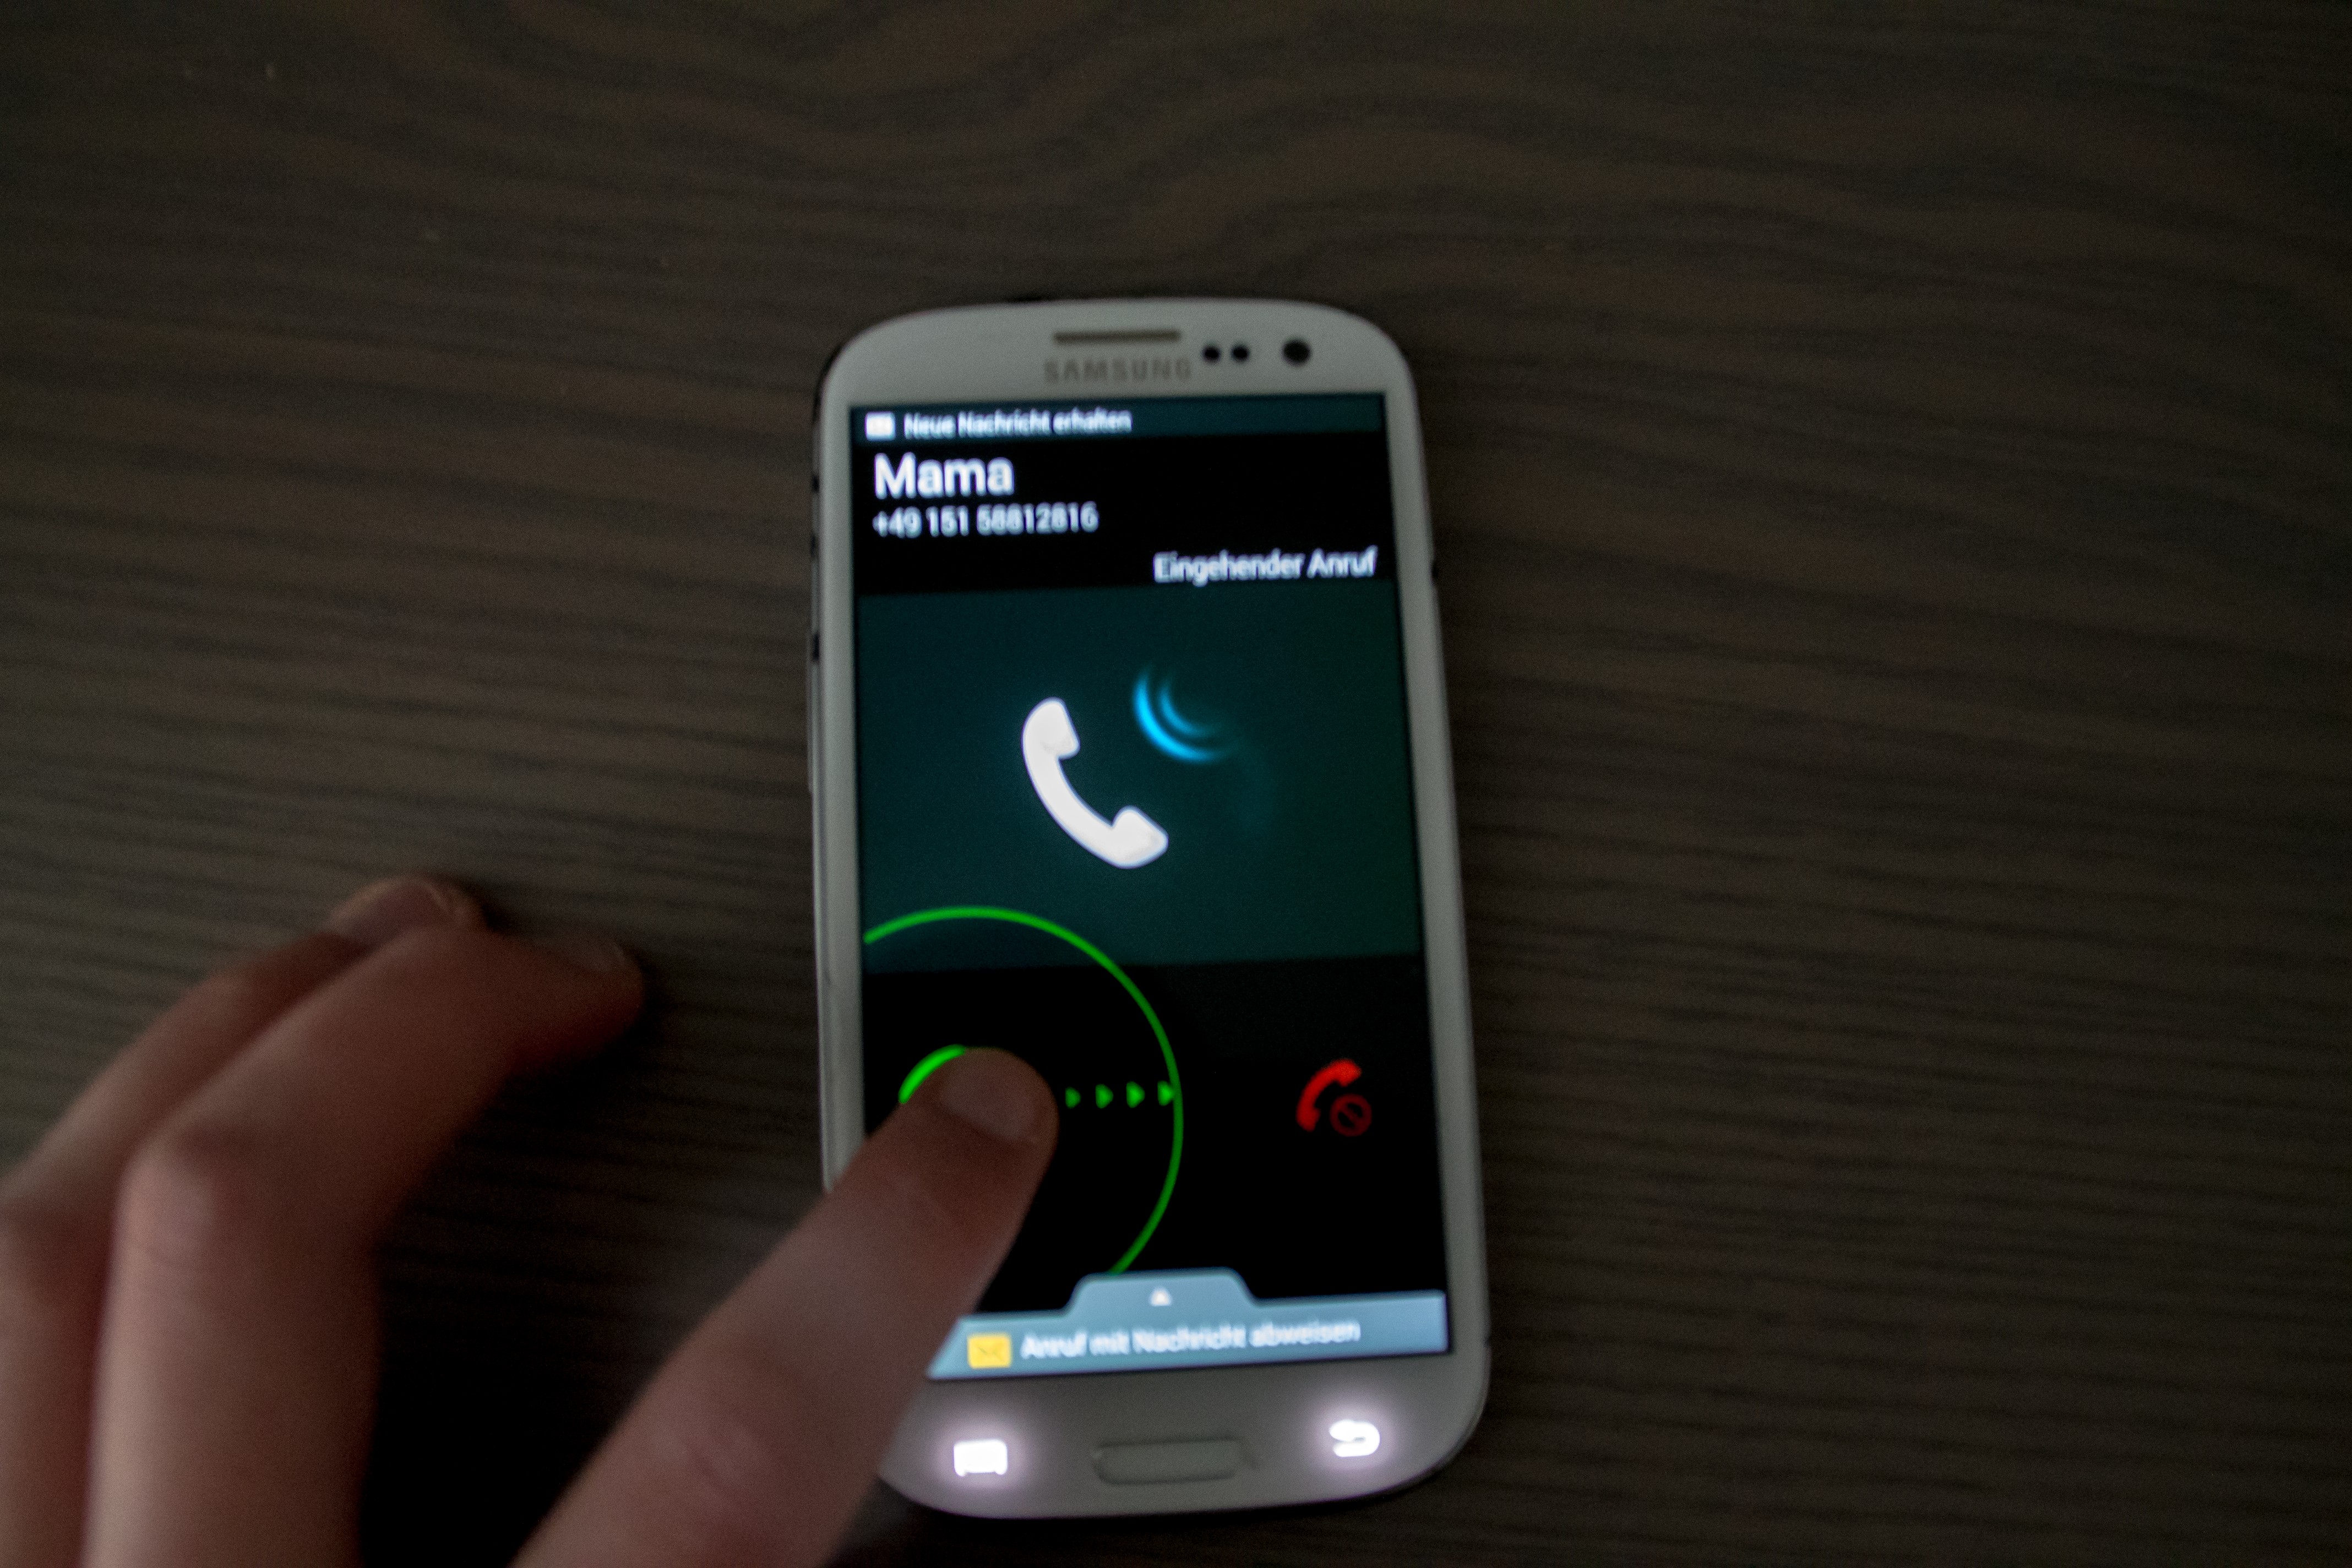 SAMSUNG
Neue Nachricht erhalten
Mama
+49 151 58812816
Eingehender Anruf
Anruf mit Nachricht abweisen